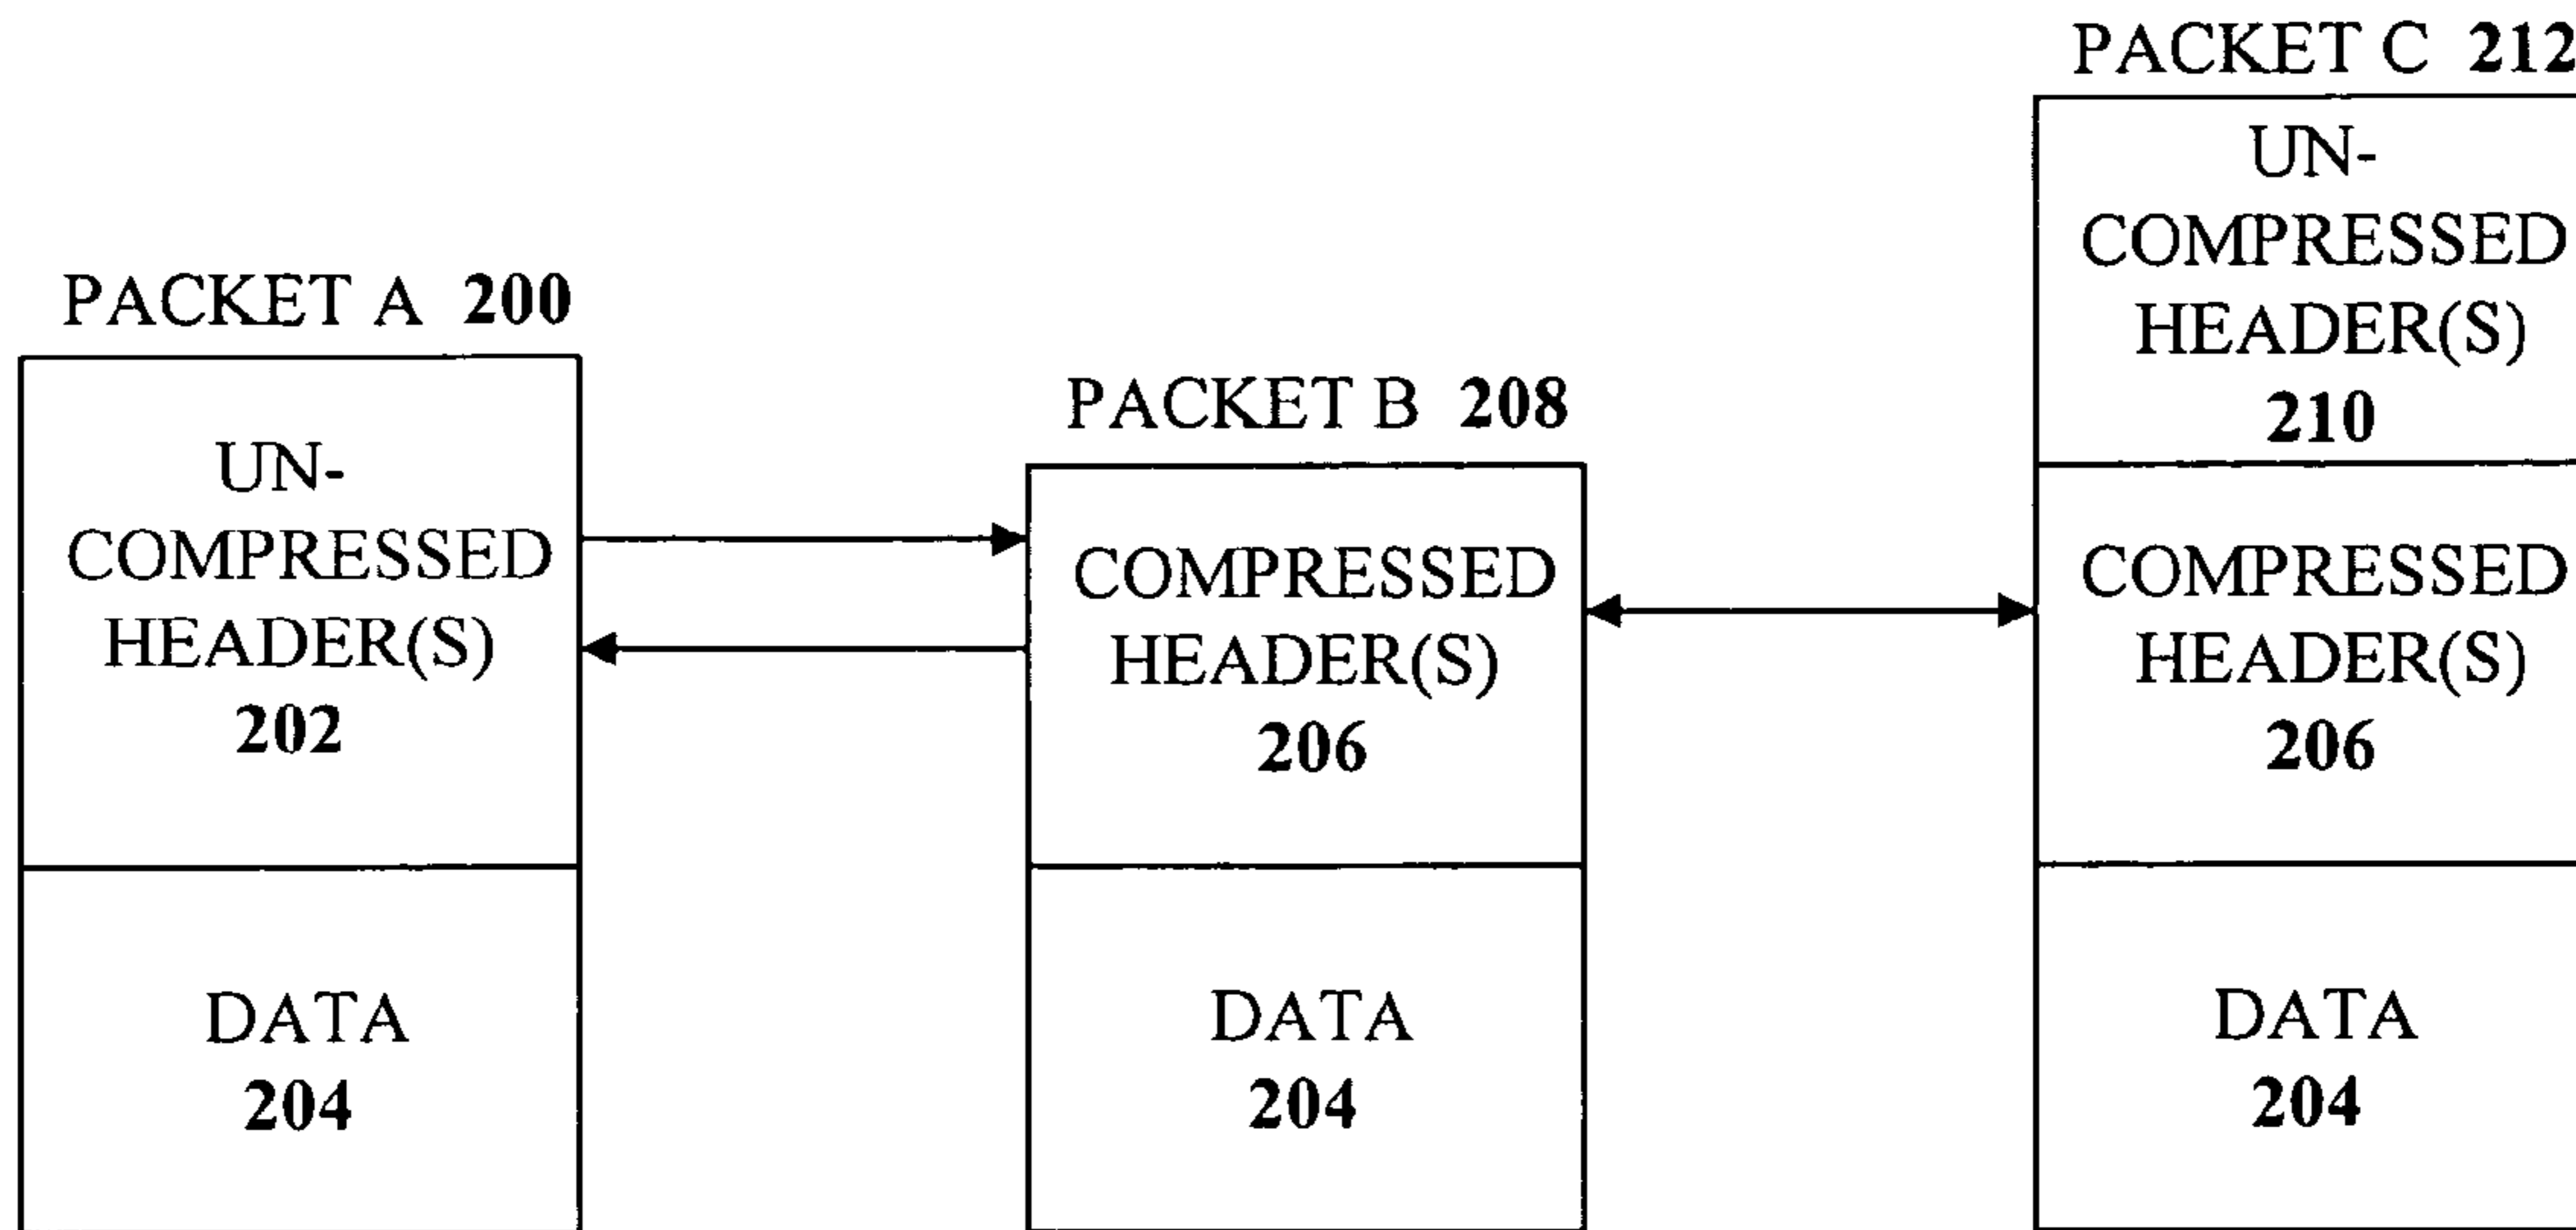 PACKET A 200
UN-
COMPRESSED
HEADER(S)
202
DATA
204
PACKET B 208
COMPRESSED
HEADER(S)
206
DATA
204
PACKET C 212
UN-
COMPRESSED
HEADER(S)
210
COMPRESSED
HEADER(S)
206
DATA
204